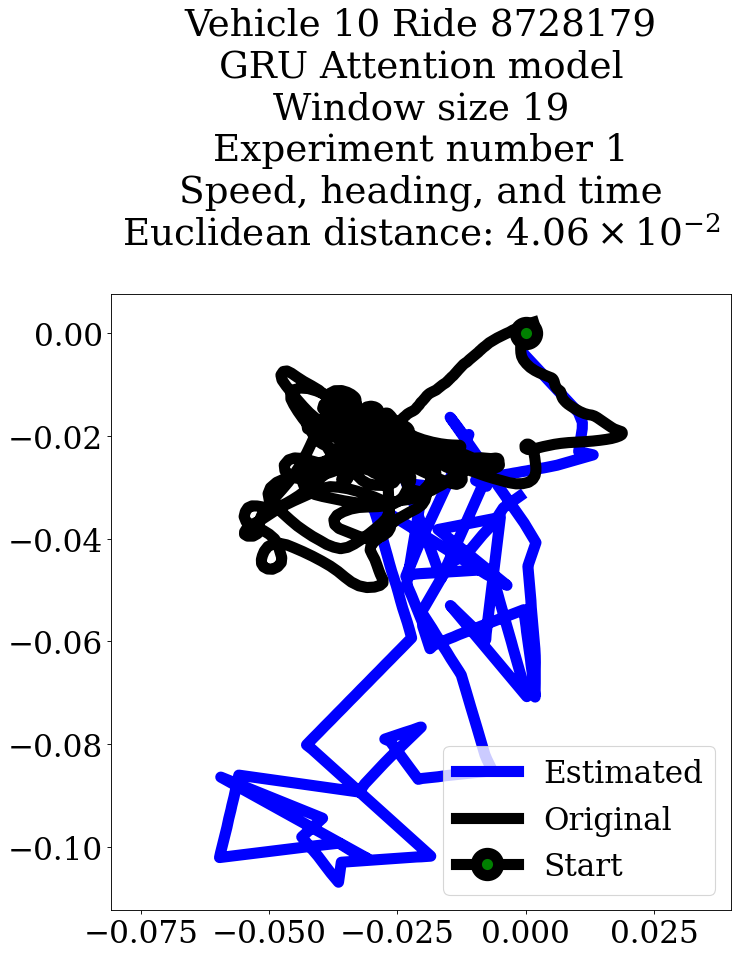 Vehicle 10 Ride 8728179
GRU Attention model
Window size 19
Experiment number 1
Speed, heading, and time
Euclidean distance: 4.06 × 10⁻²
0.00
−0.02
−0.04
−0.06
−0.08
−0.10
Estimated
Original
Start
−0.075 −0.050 −0.025 0.000 0.025